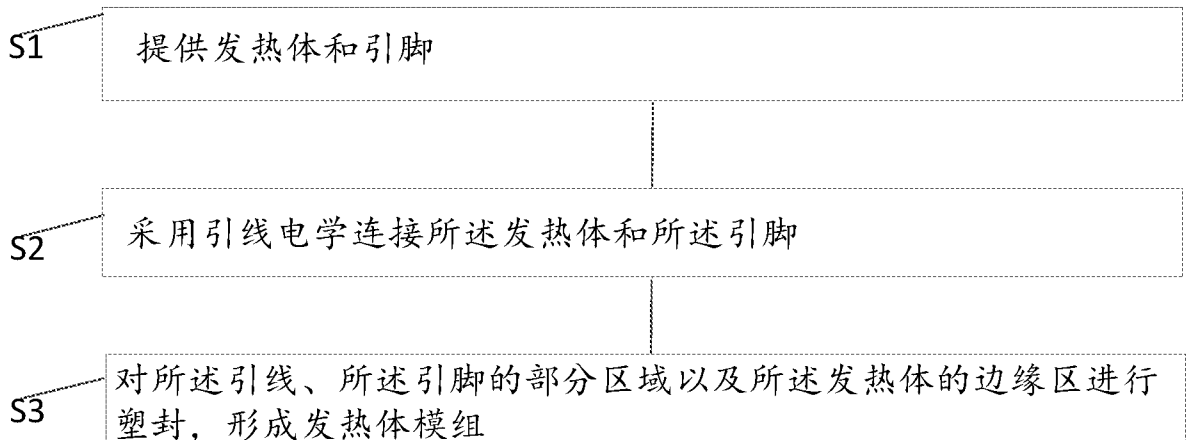 S1
提供发热体和引脚
S2
采用引线电学连接所述发热体和所述引脚
S3
对所述引线、所述引脚的部分区域以及所述发热体的边缘区进行
塑封，形成发热体模组